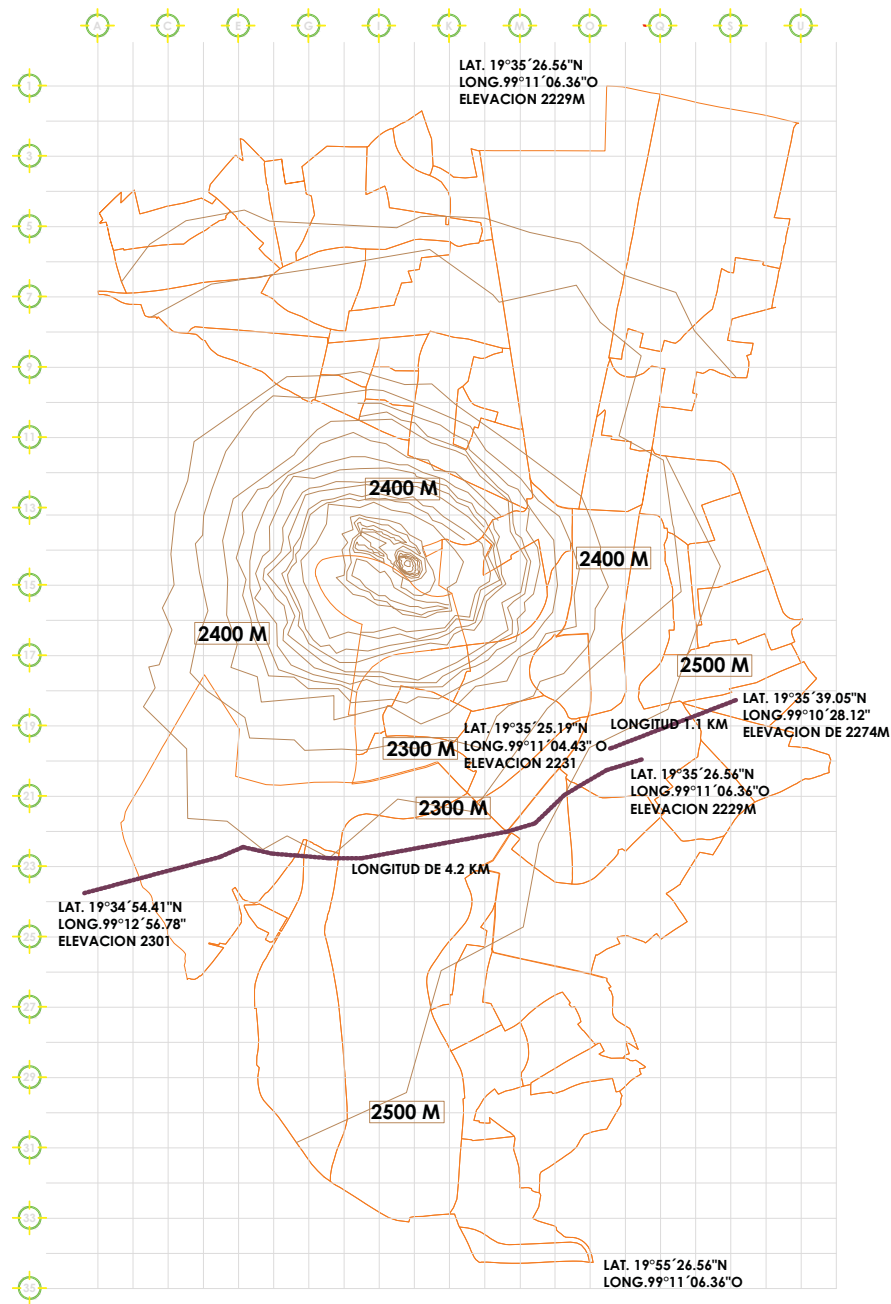 A C E G I K M O Q S U
1
LAT. 19°35´26.56"N
LONG.99°11´06.36"O
ELEVACION 2229M
3
5
7
9
11
2400 M
13
2400 M
15
2400 M
17
2500 M
LAT. 19°35´39.05"N
LONG.99°10´28.12"
ELEVACION DE 2274M
LONGITUD 1.1 KM
19
LAT. 19°35´25.19"N
LONG.99°11´04.43" O
ELEVACION 2231
2300 M
LAT. 19°35´26.56"N
LONG.99°11´06.36"O
ELEVACION 2229M
21
2300 M
23
LONGITUD DE 4.2 KM
LAT. 19°34´54.41"N
LONG.99°12´56.78"
ELEVACION 2301
25
27
29
2500 M
31
33
LAT. 19°55´26.56"N
LONG.99°11´06.36"O
35